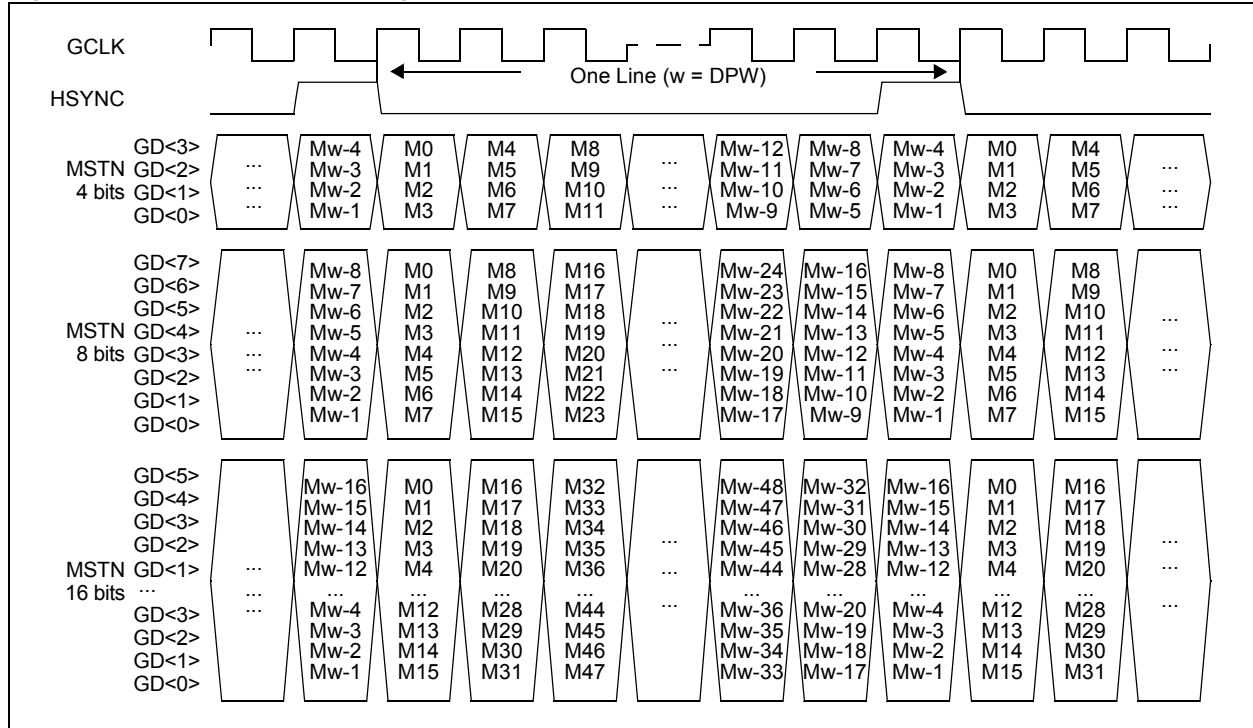 GCLK
One Line (w = DPW)
HSYNC
GD<3> Mw-4 M0 M4 M8 ... Mw-12 Mw-8 Mw-4 M0 M4
MSTN GD<2> ... Mw-3 M1 M5 M9 ... Mw-11 Mw-7 Mw-3 M1 M5 ...
4 bits GD<1> ... Mw-2 M2 M6 M10 ... Mw-10 Mw-6 Mw-2 M2 M6 ...
GD<0> ... Mw-1 M3 M7 M11 ... Mw-9 Mw-5 Mw-1 M3 M7 ...
GD<7> Mw-8 M0 M8 M16 Mw-24 Mw-16 Mw-8 M0 M8
GD<6> Mw-7 M1 M9 M17 Mw-23 Mw-15 Mw-7 M1 M9
GD<5> Mw-6 M2 M10 M18 ... Mw-22 Mw-14 Mw-6 M2 M10 ...
MSTN GD<4> ... Mw-5 M3 M11 M19 Mw-21 Mw-13 Mw-5 M3 M11
8 bits GD<3> ... Mw-4 M4 M12 M20 ... Mw-20 Mw-12 Mw-4 M4 M12 ...
GD<2> ... Mw-3 M5 M13 M21 ... Mw-19 Mw-11 Mw-3 M5 M13 ...
GD<1> Mw-2 M6 M14 M22 Mw-18 Mw-10 Mw-2 M6 M14
GD<0> Mw-1 M7 M15 M23 Mw-17 Mw-9 Mw-1 M7 M15
GD<5> Mw-16 M0 M16 M32 Mw-48 Mw-32 Mw-16 M0 M16
GD<4> Mw-15 M1 M17 M33 Mw-47 Mw-31 Mw-15 M1 M17
GD<3> Mw-14 M2 M18 M34 Mw-46 Mw-30 Mw-14 M2 M18
GD<2> Mw-13 M3 M19 M35 ... Mw-45 Mw-29 Mw-13 M3 M19 ...
MSTN GD<1> ... Mw-12 M4 M20 M36 ... Mw-44 Mw-28 Mw-12 M4 M20 ...
16 bits ... ... ... ... ... ... ... ... ... ... ...
GD<3> ... Mw-4 M12 M28 M44 ... Mw-36 Mw-20 Mw-4 M12 M28 ...
GD<2> Mw-3 M13 M29 M45 Mw-35 Mw-19 Mw-3 M13 M29
GD<1> Mw-2 M14 M30 M46 Mw-34 Mw-18 Mw-2 M14 M30
GD<0> Mw-1 M15 M31 M47 Mw-33 Mw-17 Mw-1 M15 M31